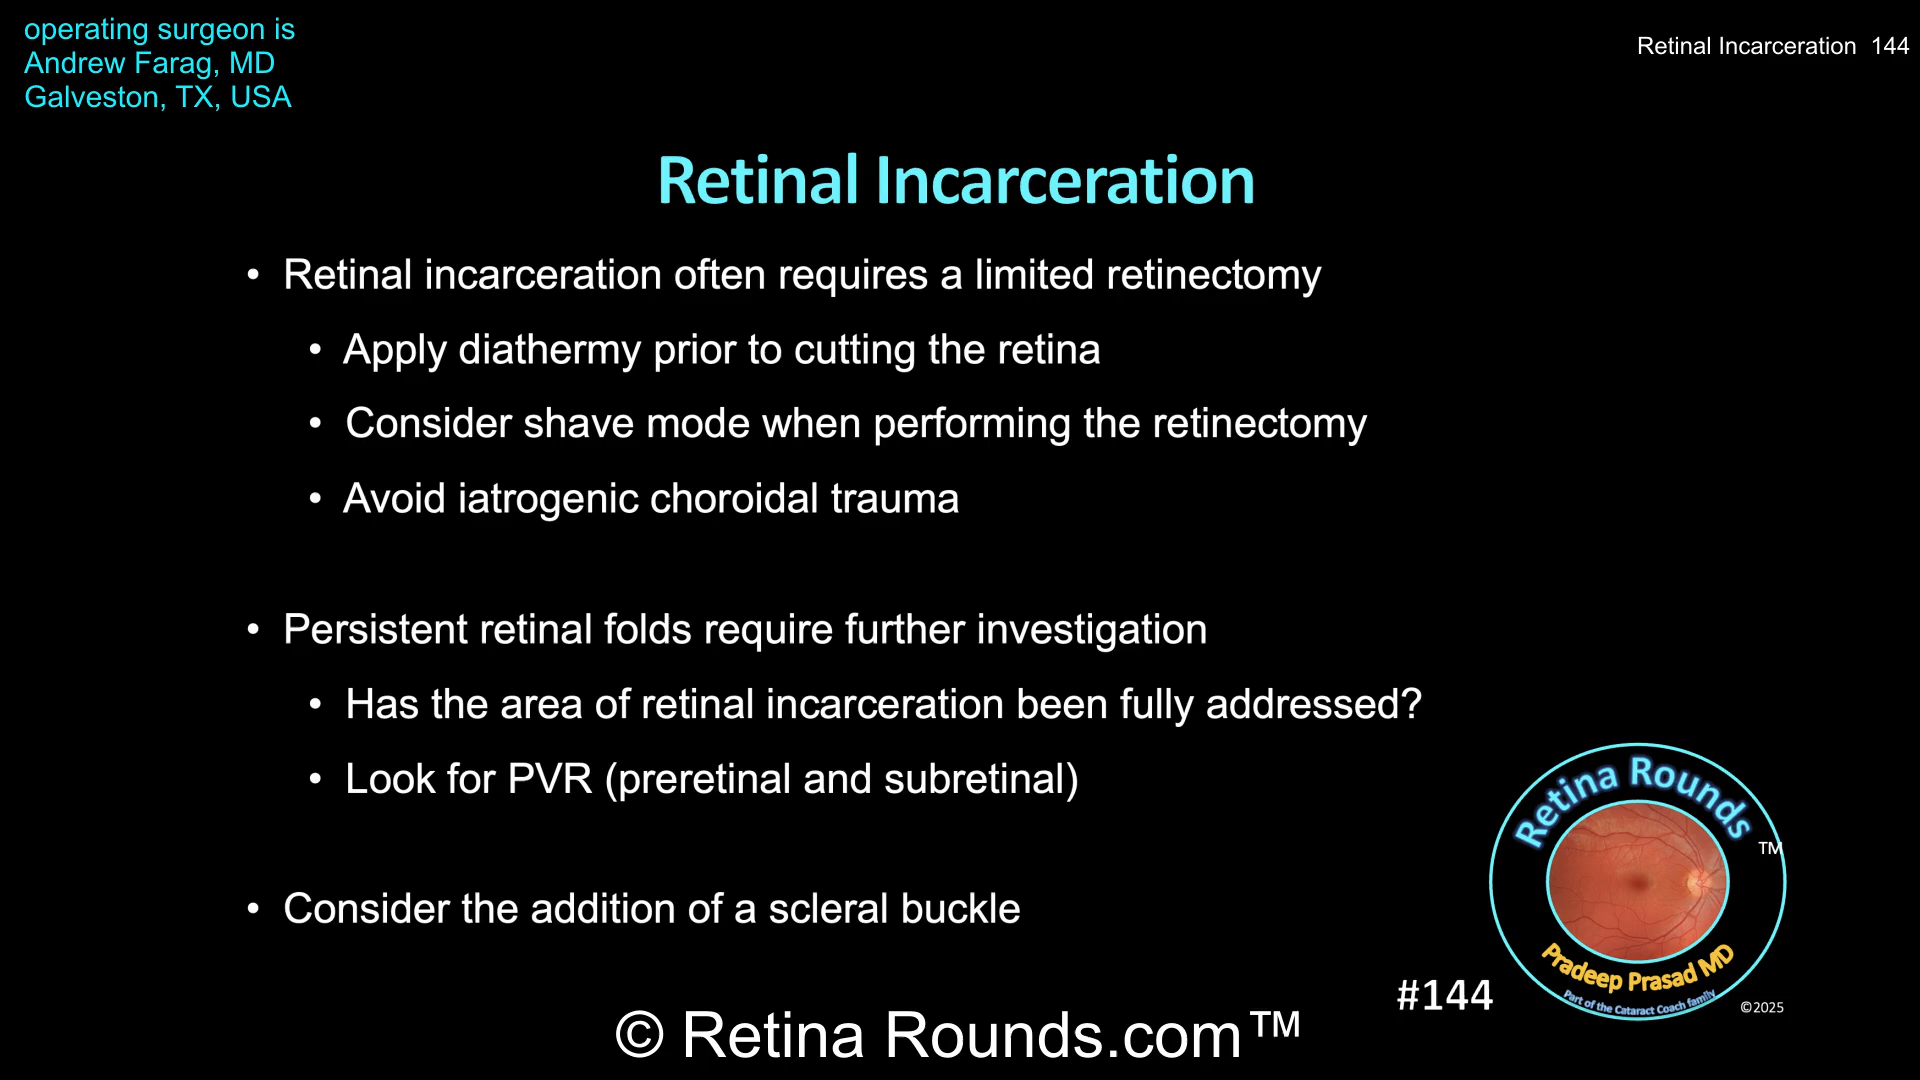 operating surgeon is
Andrew Farag, MD
Galveston, TX, USA
Retinal Incarceration 144
Retinal Incarceration
• Retinal incarceration often requires a limited retinectomy
• Apply diathermy prior to cutting the retina
• Consider shave mode when performing the retinectomy
• Avoid iatrogenic choroidal trauma
• Persistent retinal folds require further investigation
• Has the area of retinal incarceration been fully addressed?
• Look for PVR (preretinal and subretinal)
• Consider the addition of a scleral buckle
Retina Rounds
TM
Pradeep Prasad MD
Part of the Cataract Coach family
#144
©2025
© Retina Rounds.com™